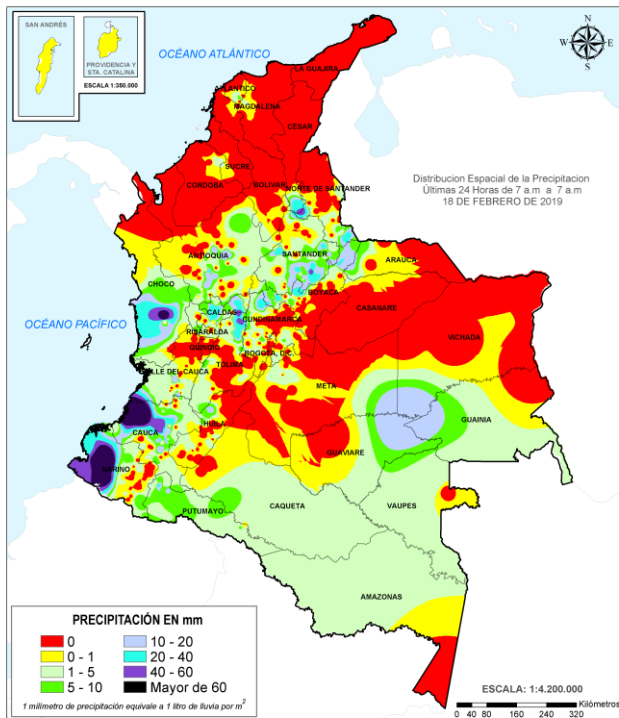 SAN ANDRÉS
PROVIDENCIA Y
STA. CATALINA
ESCALA 1:350.000
OCÉANO ATLÁNTICO
N
W
E
S
LA GUAJIRA
ATLANTICO
MAGDALENA
CESAR
SUCRE
CORDOBA
BOLIVAR
NORTE DE SANTANDER
Distribucion Espacial de la Precipitacion
Últimas 24 Horas de 7 a.m a 7 a.m
18 DE FEBRERO DE 2019
ANTIOQUIA
SANTANDER
ARAUCA
CHOCO
BOYACA
CASANARE
OCÉANO PACÍFICO
CALDAS
CUNDINAMARCA
RISARALDA
VICHADA
QUINDIO
BOGOTA, D.C.
TOLIMA
VALLE DEL CAUCA
META
CAUCA
HUILA
GUAINIA
GUAVIARE
NARIÑO
PUTUMAYO
CAQUETA
VAUPES
AMAZONAS
PRECIPITACIÓN EN mm
0
10 - 20
0 - 1
20 - 40
1 - 5
40 - 60
5 - 10
Mayor de 60
1 milimetro de precipitación equivale a 1 litro de lluvia por m²
ESCALA: 1:4.200.000
Kilómetros
0 40 80 160 240 320